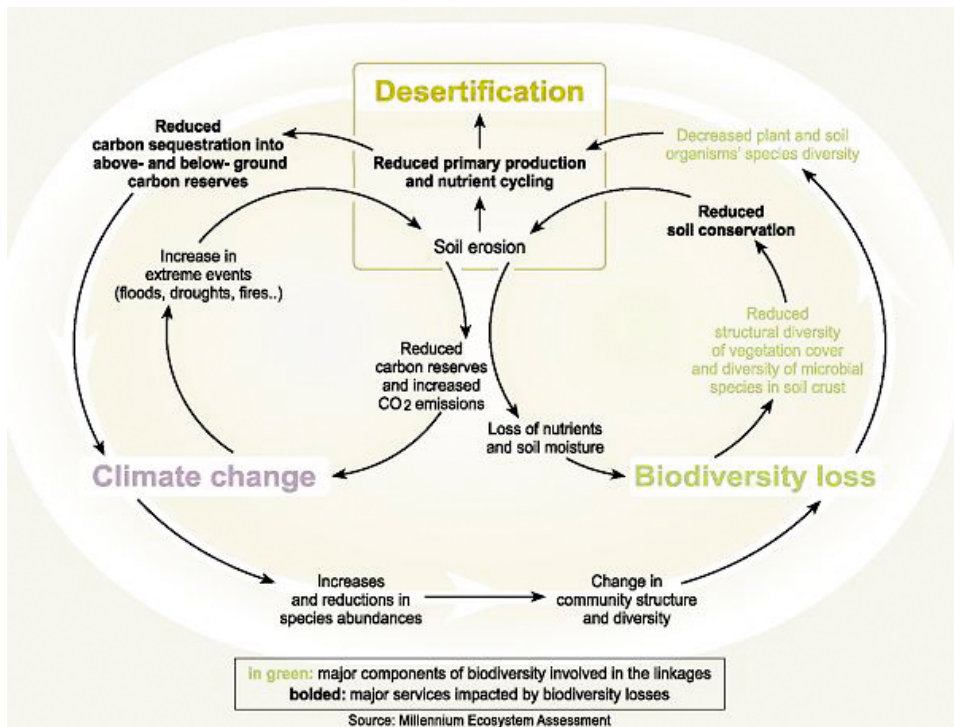 Desertification
Reduced
carbon sequestration into
above- and below- ground
carbon reserves
Reduced primary production
and nutrient cycling
Decreased plant and soil
organisms' species diversity
Reduced
soil conservation
Soil erosion
Increase in
extreme events
(floods, droughts, fires..)
Reduced
structural diversity
of vegetation cover
and diversity of microbial
species in soil crust
Reduced
carbon reserves
and increased
CO2 emissions
Loss of nutrients
and soil moisture
Climate change
Biodiversity loss
Increases
and reductions in
species abundances
Change in
community structure
and diversity
in green: major components of biodiversity involved in the linkages
bolded: major services impacted by biodiversity losses
Source: Millennium Ecosystem Assessment